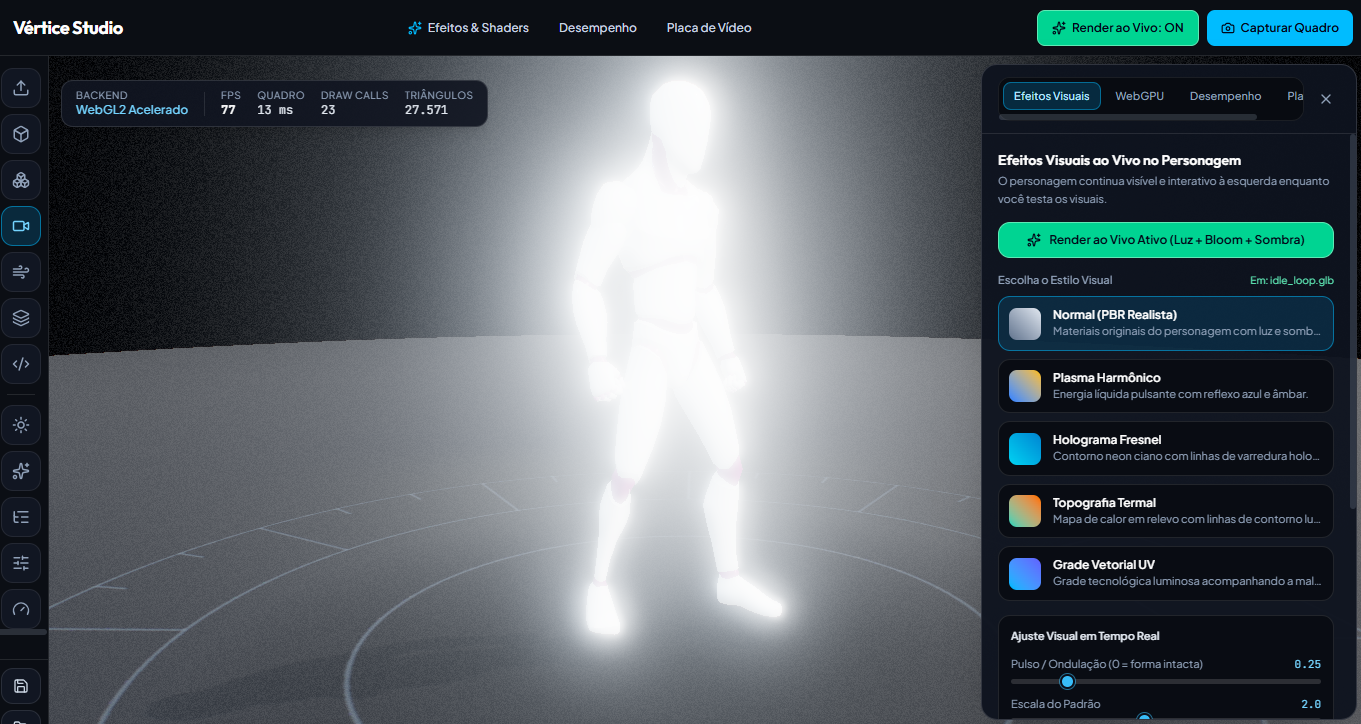 Vértice Studio
Efeitos & Shaders
Desempenho
Placa de Vídeo
Render ao Vivo: ON
Capturar Quadro
BACKEND
WebGL2 Acelerado
FPS
77
QUADRO
13 ms
DRAW CALLS
23
TRIÂNGULOS
27.571
Efeitos Visuais
WebGPU
Desempenho
Pla
Efeitos Visuais ao Vivo no Personagem
O personagem continua visível e interativo à esquerda enquanto
você testa os visuais.
Render ao Vivo Ativo (Luz + Bloom + Sombra)
Escolha o Estilo Visual
Em: idle_loop.glb
Normal (PBR Realista)
Materiais originais do personagem com luz e somb...
Plasma Harmônico
Energia líquida pulsante com reflexo azul e âmbar.
Holograma Fresnel
Contorno neon ciano com linhas de varredura holo...
Topografia Termal
Mapa de calor em relevo com linhas de contorno lu...
Grade Vetorial UV
Grade tecnológica luminosa acompanhando a mal...
Ajuste Visual em Tempo Real
Pulso / Ondulação (0 = forma intacta)
0.25
Escala do Padrão
2.0